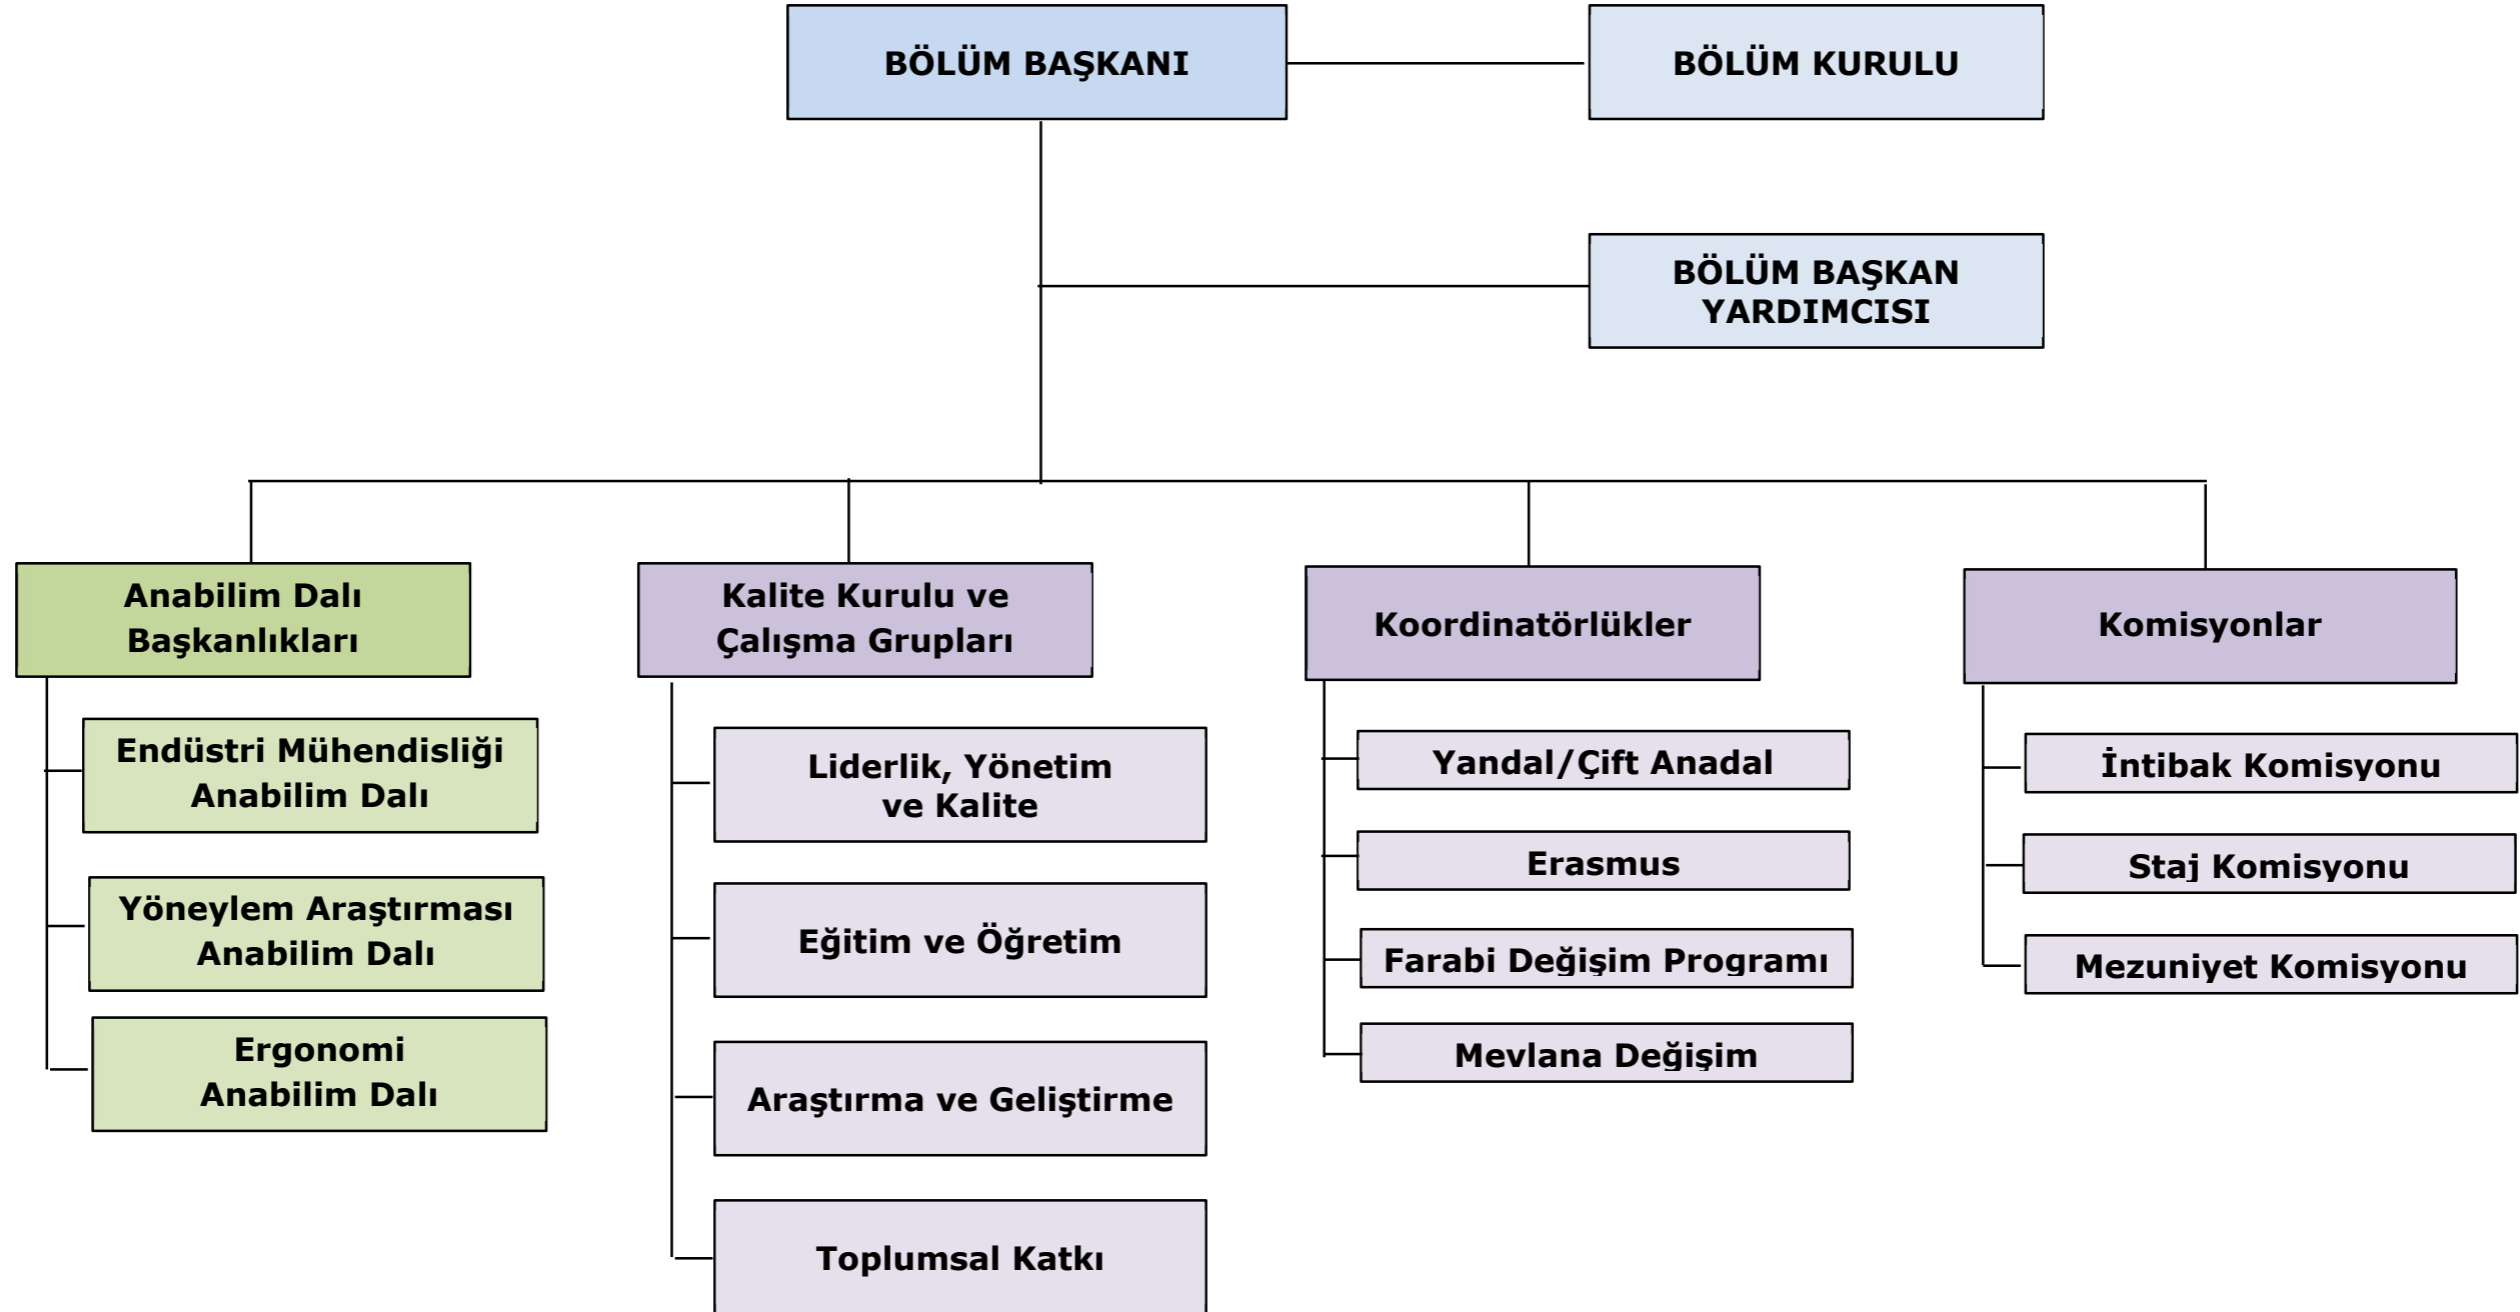 BÖLÜM BAŞKANI
BÖLÜM KURULU
BÖLÜM BAŞKAN
YARDIMCISI
Anabilim Dalı
Başkanlıkları
Endüstri Mühendisliği
Anabilim Dalı
Yöneylem Araştırması
Anabilim Dalı
Ergonomi
Anabilim Dalı
Kalite Kurulu ve
Çalışma Grupları
Liderlik, Yönetim
ve Kalite
Eğitim ve Öğretim
Araştırma ve Geliştirme
Toplumsal Katkı
Koordinatörlükler
Yandal/Çift Anadal
Erasmus
Farabi Değişim Programı
Mevlana Değişim
Komisyonlar
İntibak Komisyonu
Staj Komisyonu
Mezuniyet Komisyonu